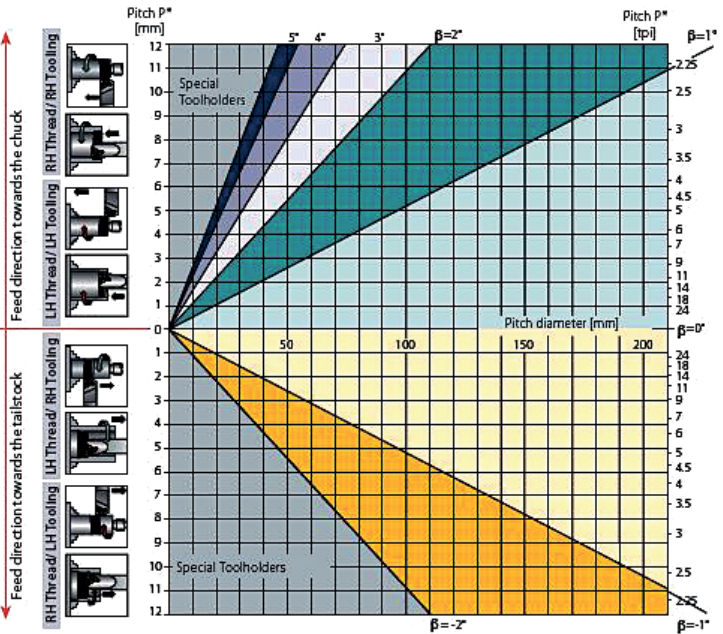 Pitch P*
[mm]
5° 4° 3° β=2°
Pitch P*
[tpi]
β=1°
12
11
10
9
8
7
6
5
4
3
2
1
0
1
2
3
4
5
6
7
8
9
10
11
12
Special
Toolholders
2.25
2.5
3
3.5
4
4.5
5
6
7
9
11
14
18
24
Pitch diameter [mm]
β=0°
50 100 150 200
24
18
14
11
9
7
6
5
4.5
4
3.5
3
2.5
2.25
Special Toolholders
β=-2°
β=-1°
Feed direction towards the chuck
RH Thread/ RH Tooling
LH Thread/ LH Tooling
Feed direction towards the tailstock
LH Thread/ RH Tooling
RH Thread/ LH Tooling